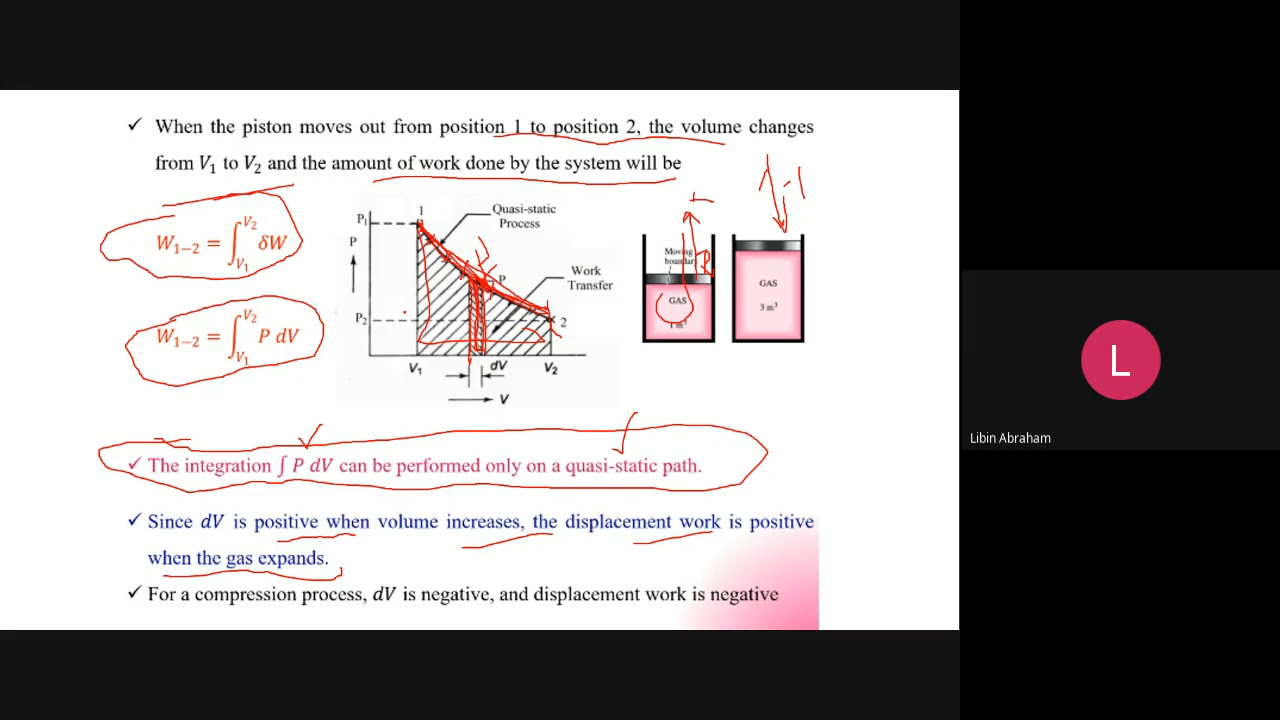 ✓ When the piston moves out from position 1 to position 2, the volume changes
from V₁ to V₂ and the amount of work done by the system will be
W₁₋₂ = ∫_{V₁}^{V₂} δW
W₁₋₂ = ∫_{V₁}^{V₂} P dV
P₁
P
P₂
1
Quasi-static
Process
P
Work
Transfer
2
V₁
dV
V₂
V
Moving
boundary
GAS
GAS
3 m³
✓ The integration ∫ P dV can be performed only on a quasi-static path.
✓ Since dV is positive when volume increases, the displacement work is positive
when the gas expands.
✓ For a compression process, dV is negative, and displacement work is negative
L
Libin Abraham